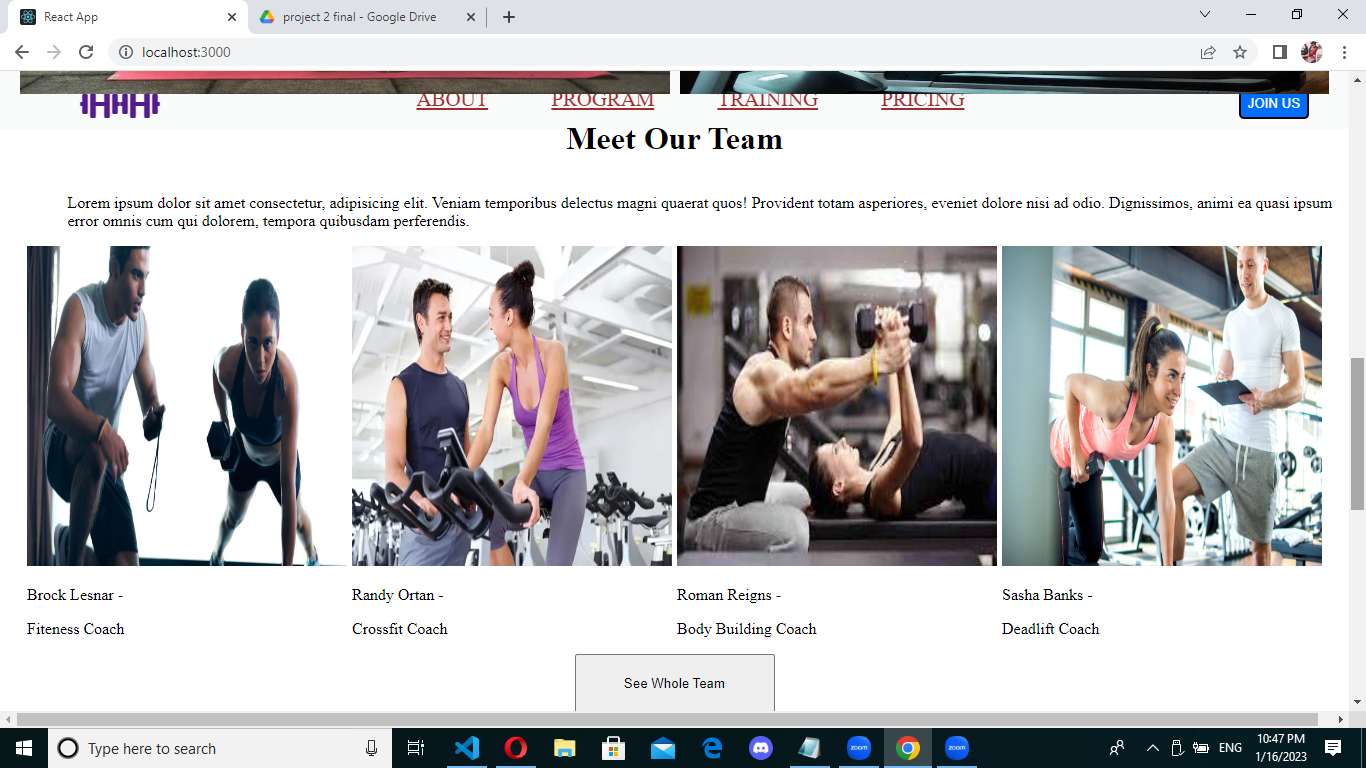 React App
project 2 final - Google Drive
localhost:3000
ABOUT PROGRAM TRAINING PRICING
JOIN US
Meet Our Team
Lorem ipsum dolor sit amet consectetur, adipisicing elit. Veniam temporibus delectus magni quaerat quos! Provident totam asperiores, eveniet dolore nisi ad odio. Dignissimos, animi ea quasi ipsum
error omnis cum qui dolorem, tempora quibusdam perferendis.
Brock Lesnar -
Fiteness Coach
Randy Ortan -
Crossfit Coach
Roman Reigns -
Body Building Coach
Sasha Banks -
Deadlift Coach
See Whole Team
Type here to search
zoom
zoom
ENG
10:47 PM
1/16/2023